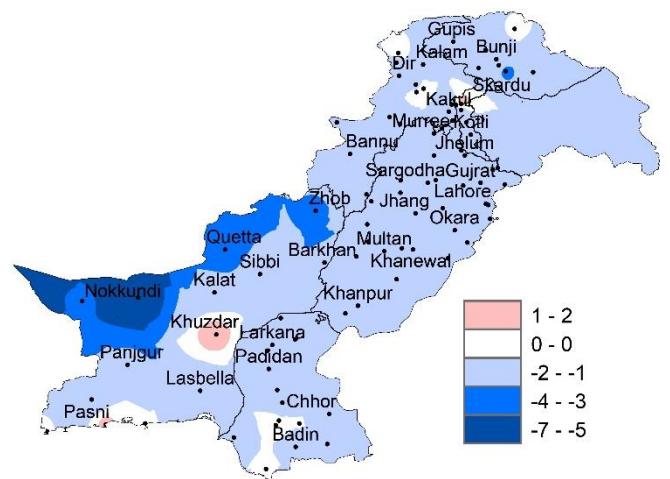 Gupis
Bunji
Kalam
Dir
Skardu
Kakul
Murree
Kotli
Bannu
Jhelum
Sargodha
Gujrat
Zhob
Jhang
Lahore
Okara
Quetta
Barkhan
Multan
Sibbi
Khanewal
Nokkundi
Kalat
Khanpur
Khuzdar
Larkana
Panjgur
Padidan
Lasbella
Pasni
Chhor
Badin
1 - 2
0 - 0
-2 - -1
-4 - -3
-7 - -5